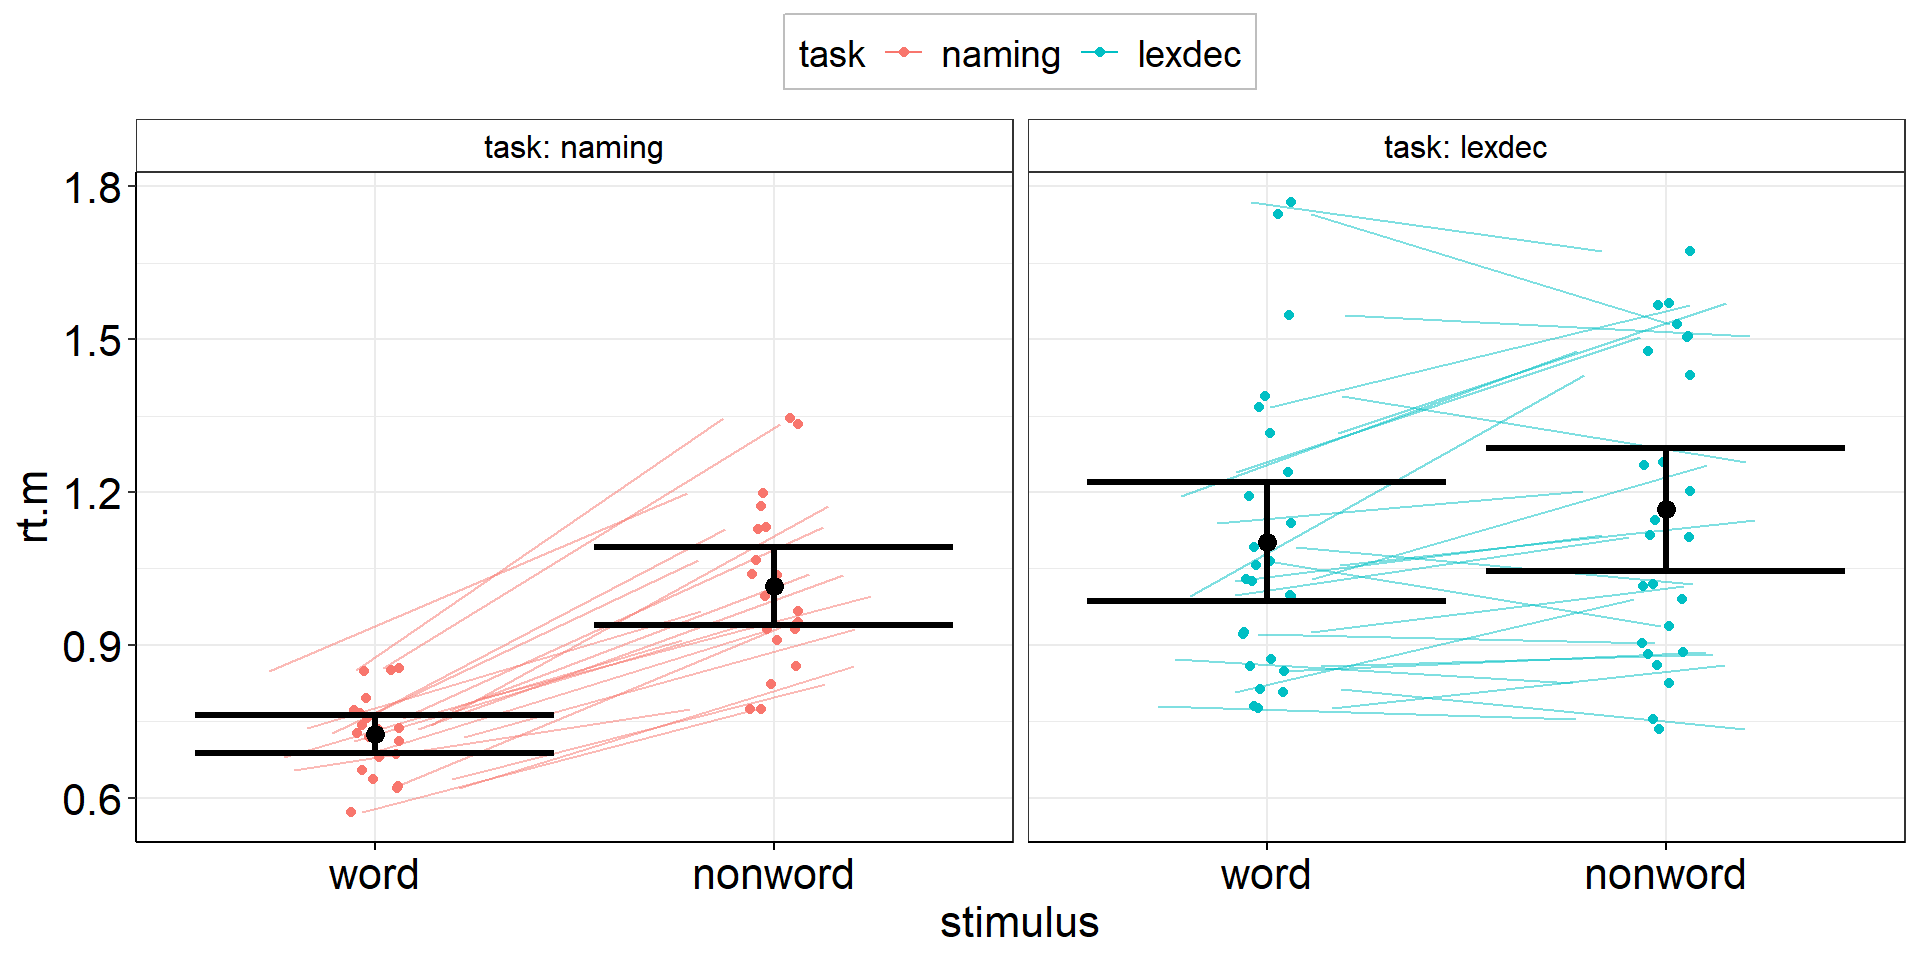 task naming lexdec
task: naming task: lexdec
1.8
1.5
1.2
0.9
0.6
rt.m
word nonword word nonword
stimulus